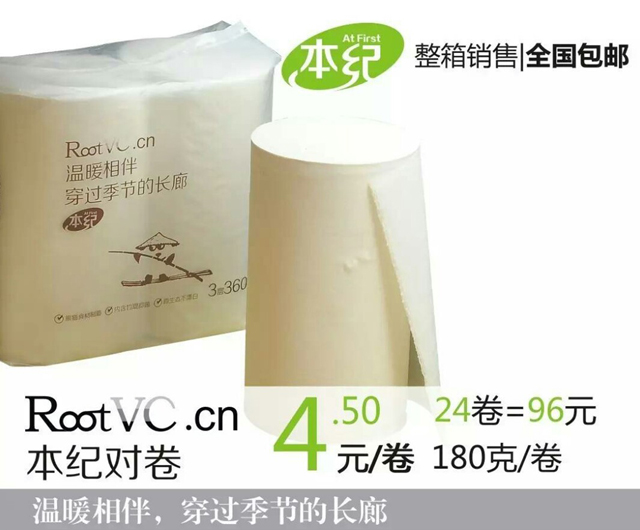 At First
本纪
整箱销售|全国包邮
RootVC.cn
温暖相伴
穿过季节的长廊
At First
本纪
3层360
RootVC.cn
本纪对卷
4.50
元/卷
24卷=96元
180克/卷
温暖相伴，穿过季节的长廊